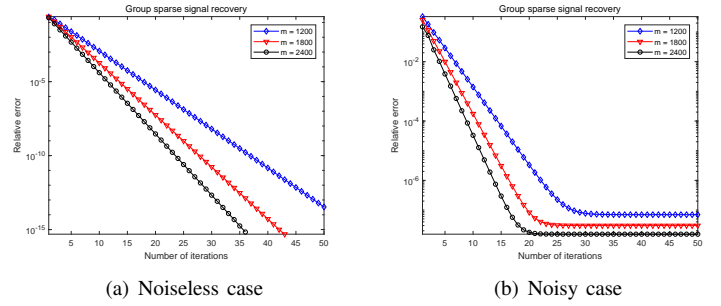 Group sparse signal recovery
m = 1200
m = 1800
m = 2400
Relative error
10^-5
10^-10
10^-15
5 10 15 20 25 30 35 40 45 50
Number of iterations
(a) Noiseless case
Group sparse signal recovery
m = 1200
m = 1800
m = 2400
Relative error
10^-2
10^-4
10^-6
5 10 15 20 25 30 35 40 45 50
Number of iterations
(b) Noisy case